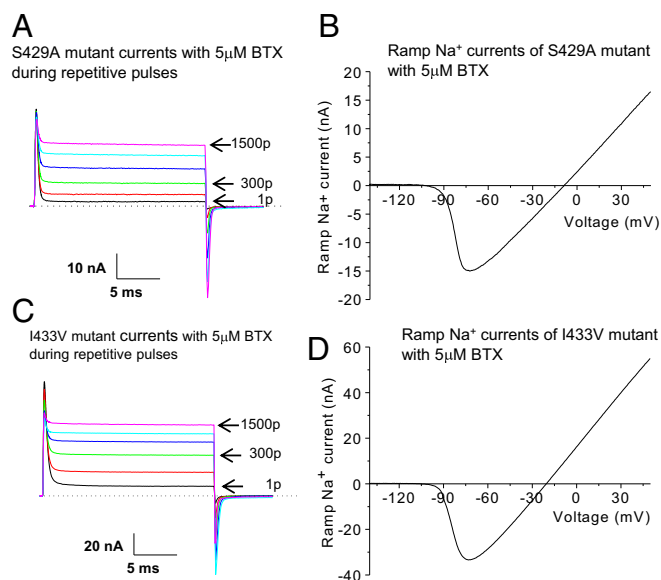 A
S429A mutant currents with 5μM BTX
during repetitive pulses
1500p
300p
1p
10 nA
5 ms
B
Ramp Na⁺ currents of S429A mutant
with 5μM BTX
Ramp Na+ current (nA)
20
15
10
5
0
-5
-10
-15
-20
-120 -90 -60 -30 0 30
Voltage (mV)
C
I433V mutant currents with 5μM BTX
during repetitive pulses
1500p
300p
1p
20 nA
5 ms
D
Ramp Na⁺ currents of I433V mutant
with 5μM BTX
Ramp Na⁺ current (nA)
60
40
20
0
-20
-40
-120 -90 -60 -30 0 30
Voltage (mV)